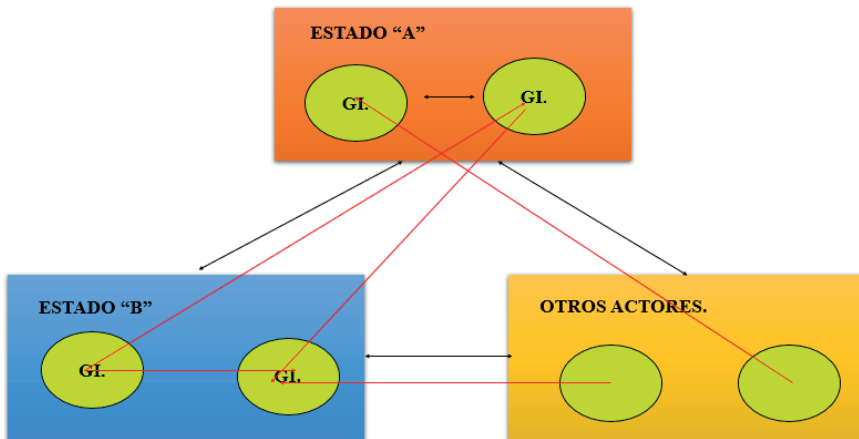 ESTADO “A”
GI.
GI.
ESTADO “B”
GI.
GI.
OTROS ACTORES.